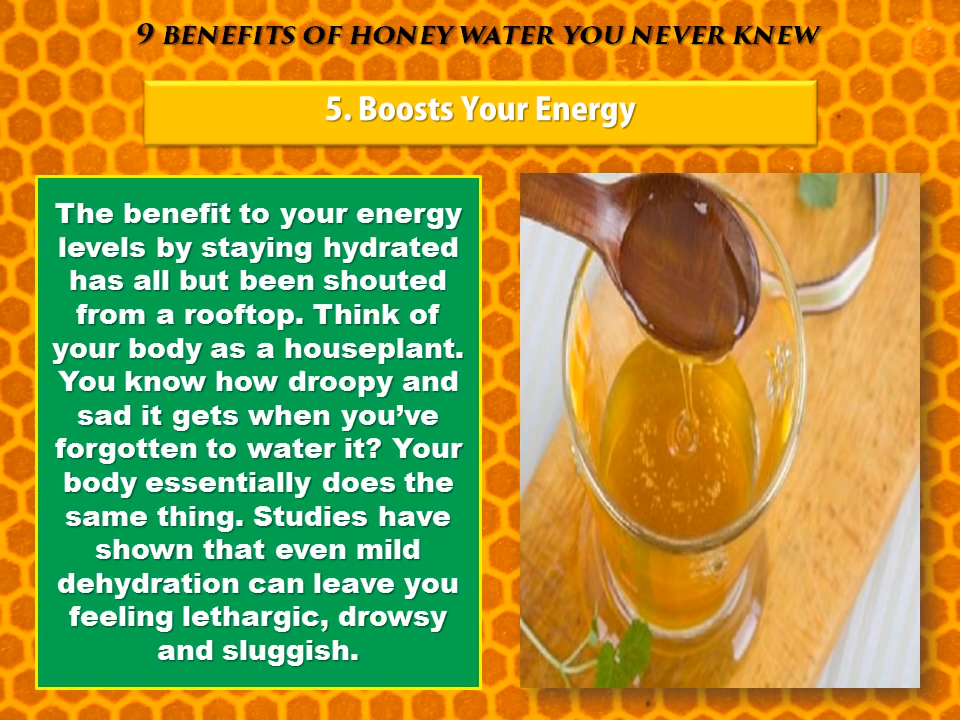 9 BENEFITS OF HONEY WATER YOU NEVER KNEW
5. Boosts Your Energy
The benefit to your energy
levels by staying hydrated
has all but been shouted
from a rooftop. Think of
your body as a houseplant.
You know how droopy and
sad it gets when you’ve
forgotten to water it? Your
body essentially does the
same thing. Studies have
shown that even mild
dehydration can leave you
feeling lethargic, drowsy
and sluggish.